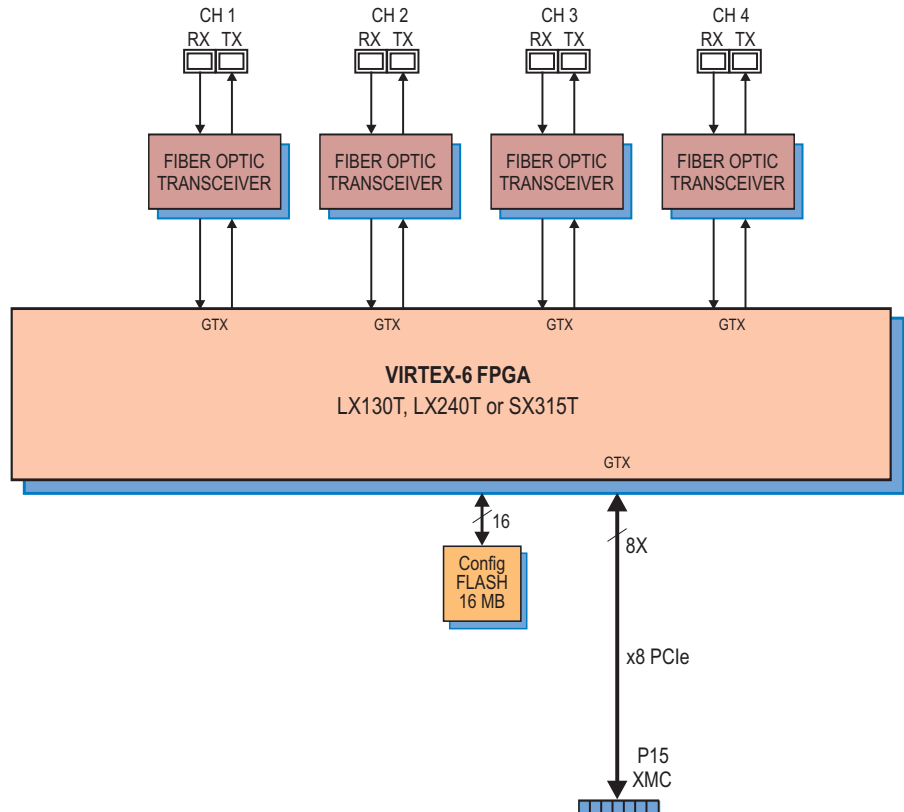 CH 1
CH 2
CH 3
CH 4
RX TX
RX TX
RX TX
RX TX
FIBER OPTIC
TRANSCEIVER
FIBER OPTIC
TRANSCEIVER
FIBER OPTIC
TRANSCEIVER
FIBER OPTIC
TRANSCEIVER
GTX
GTX
GTX
GTX
VIRTEX-6 FPGA
LX130T, LX240T or SX315T
GTX
16
8X
Config
FLASH
16 MB
x8 PCIe
P15
XMC